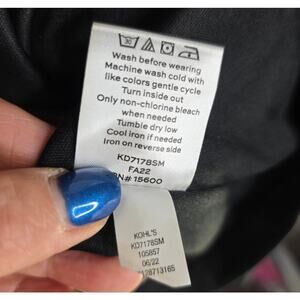 Wash before wearing
Machine wash cold with
like colors gentle cycle
Turn inside out
Only non-chlorine bleach
when needed
Tumble dry low
Cool iron if needed
Iron on reverse side
KD7178SM
FA22
RN# 15600
KOHL'S
KD7178SM
105857
06/22
128713165